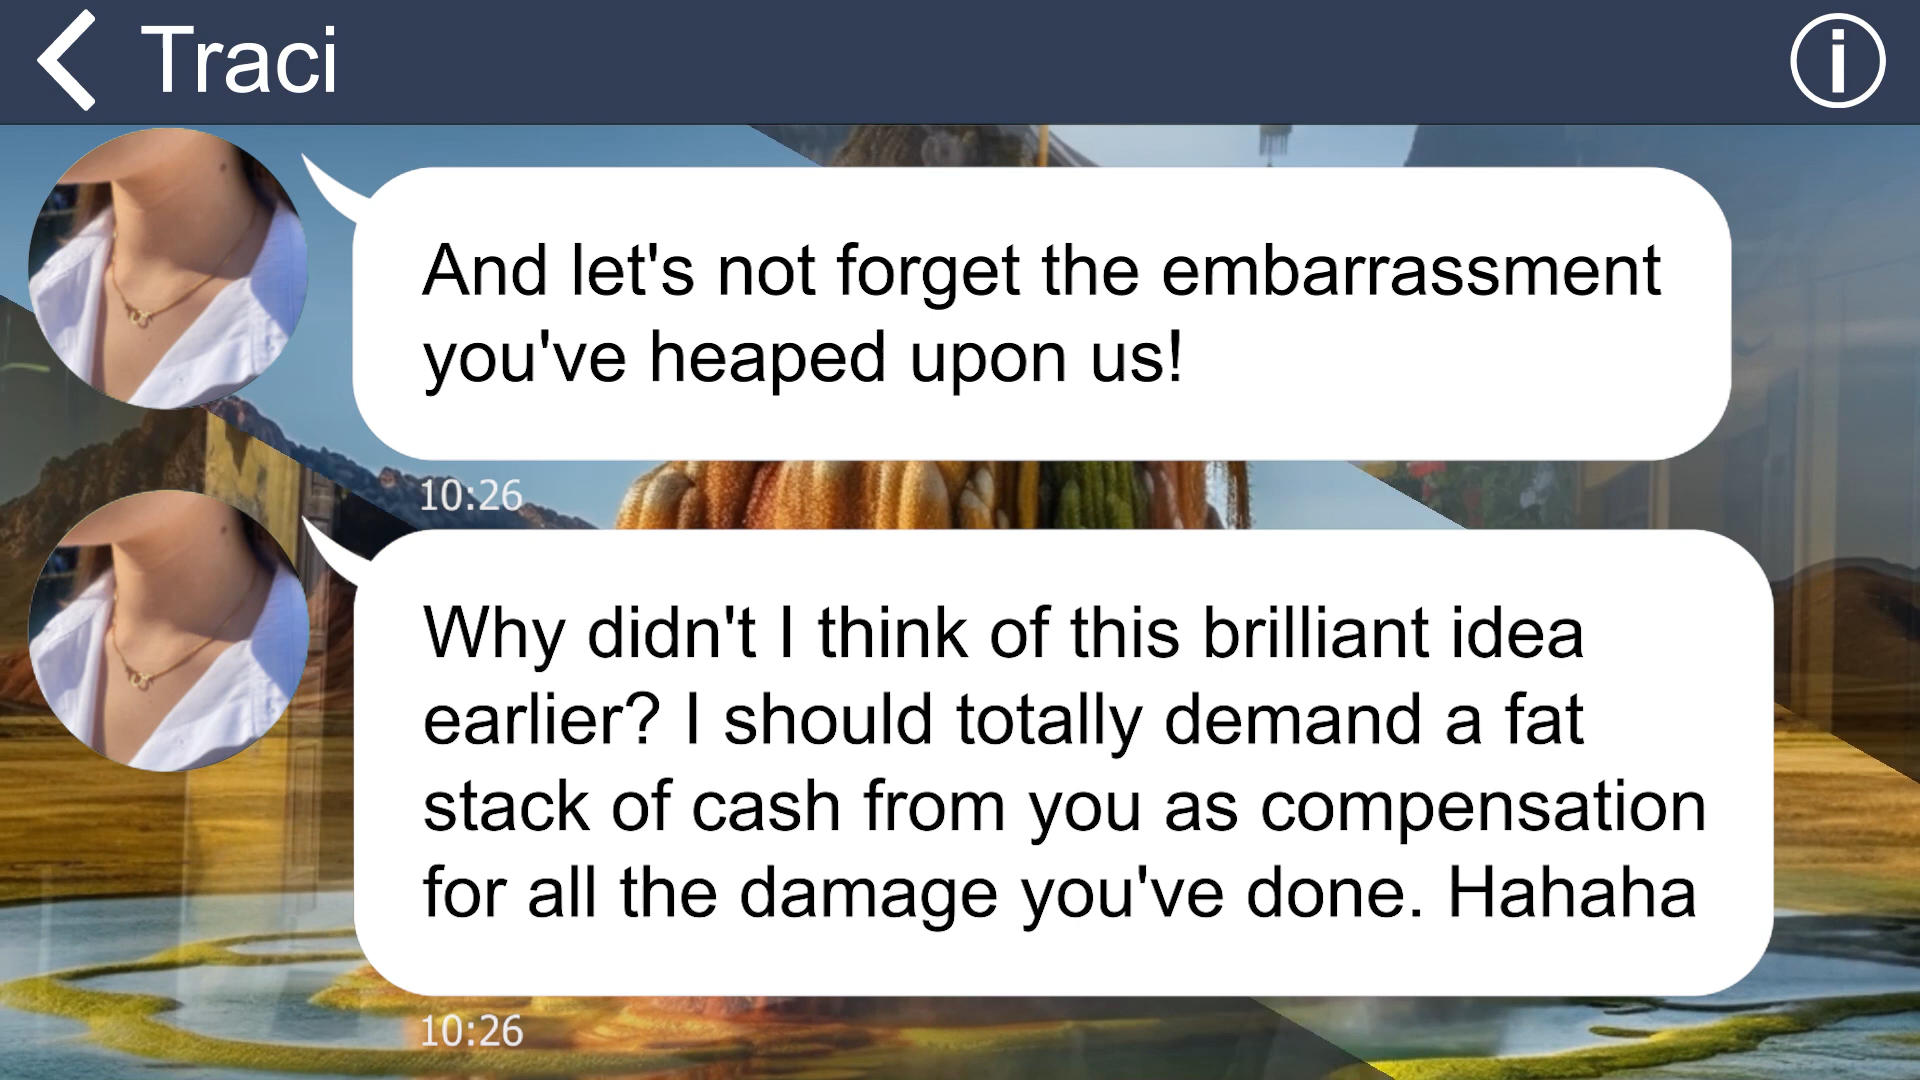 Traci
And let's not forget the embarrassment
you've heaped upon us!
10:26
Why didn't I think of this brilliant idea
earlier? I should totally demand a fat
stack of cash from you as compensation
for all the damage you've done. Hahaha
10:26